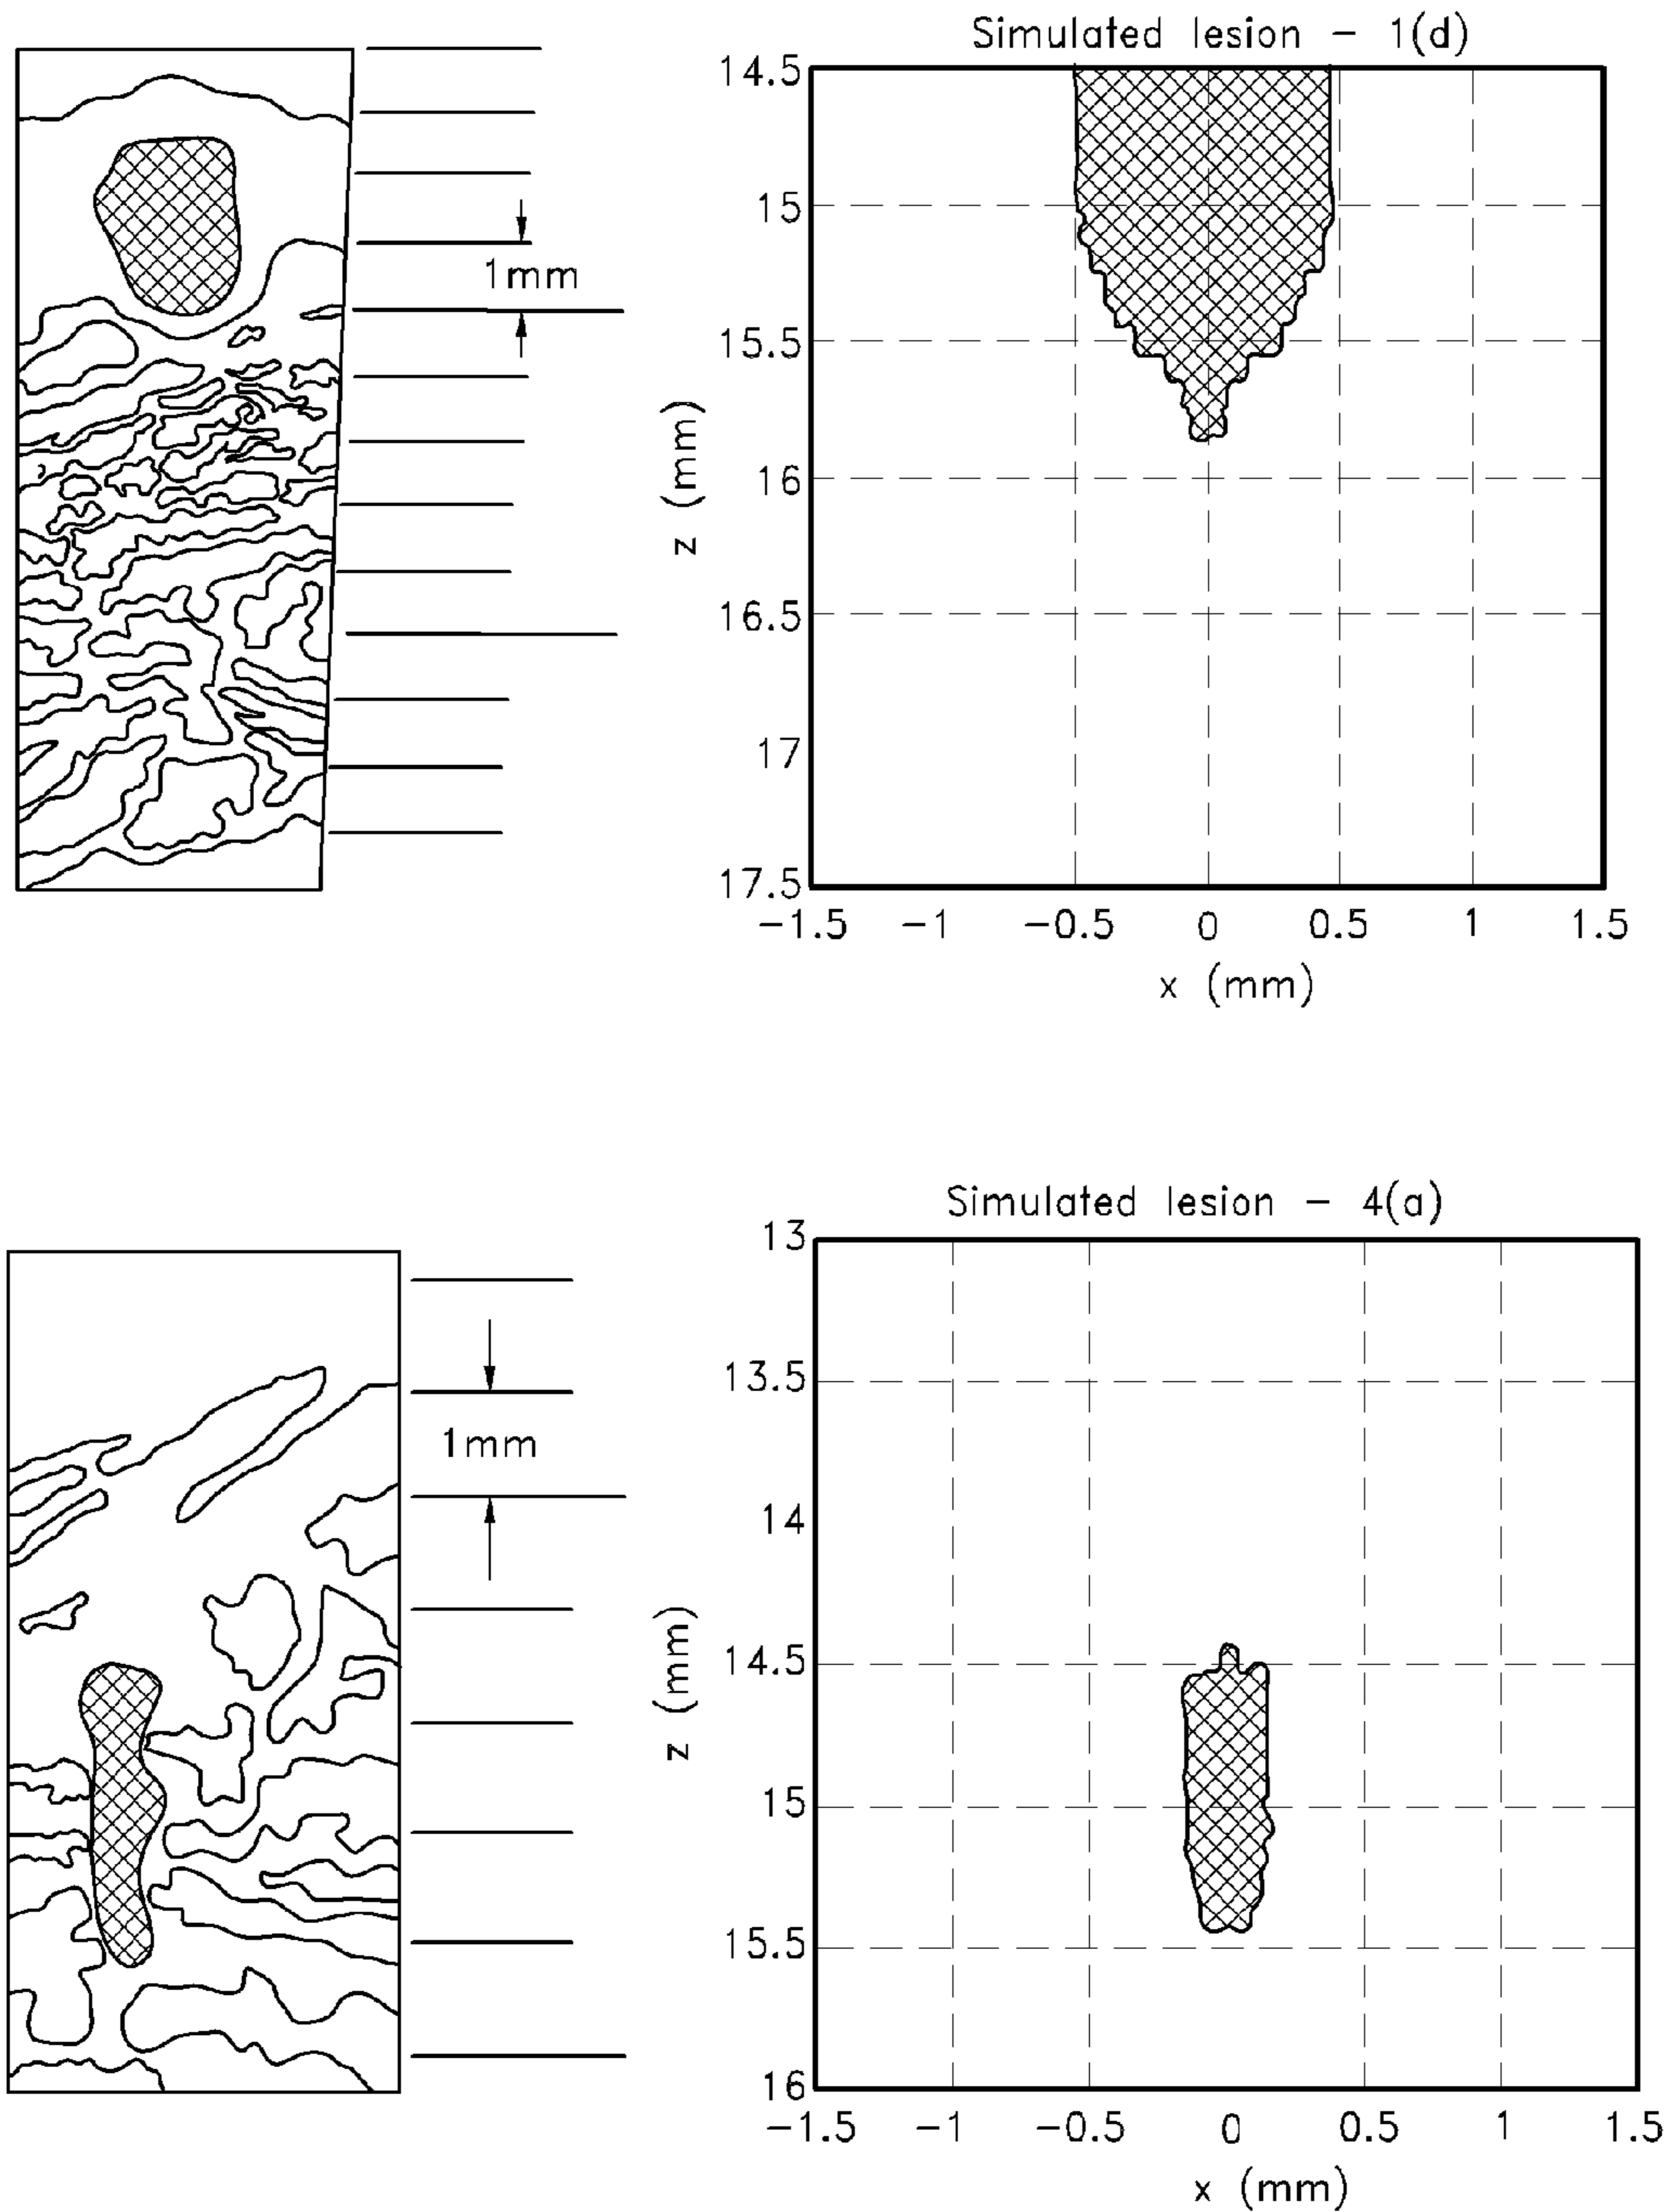 Simulated lesion - 1(d)
14.5
15
15.5
16
16.5
17
17.5
z (mm)
-1.5 -1 -0.5 0 0.5 1 1.5
x (mm)
1mm
Simulated lesion - 4(a)
13
13.5
14
14.5
15
15.5
16
z (mm)
-1.5 -1 -0.5 0 0.5 1 1.5
x (mm)
1mm